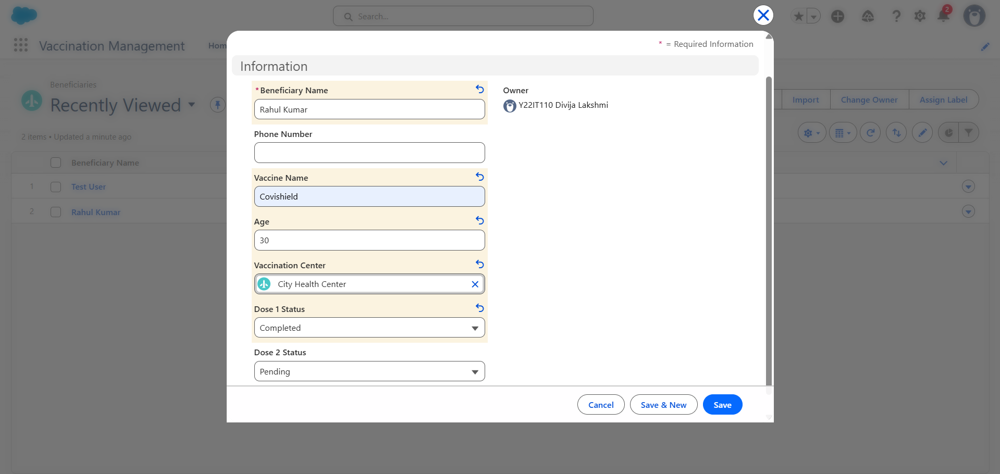 Search...
2
Vaccination Management
Hom
* = Required Information
Information
Beneficiaries
Recently Viewed
Import
Change Owner
Assign Label
2 items • Updated a minute ago
* Beneficiary Name
Rahul Kumar
Owner
Y22IT110 Divija Lakshmi
Phone Number
Vaccine Name
Covishield
Age
30
Vaccination Center
City Health Center
Dose 1 Status
Completed
Dose 2 Status
Pending
Beneficiary Name
1 Test User
2 Rahul Kumar
Cancel
Save & New
Save